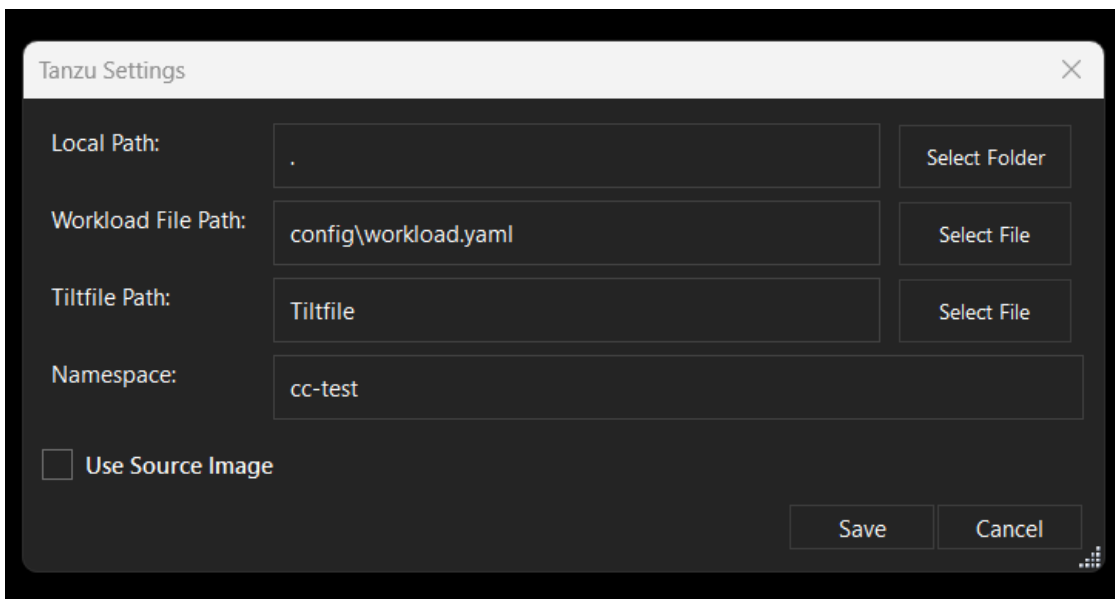 Tanzu Settings
Local Path:
.
Select Folder
Workload File Path:
config\workload.yaml
Select File
Tiltfile Path:
Tiltfile
Select File
Namespace:
cc-test
Use Source Image
Save
Cancel